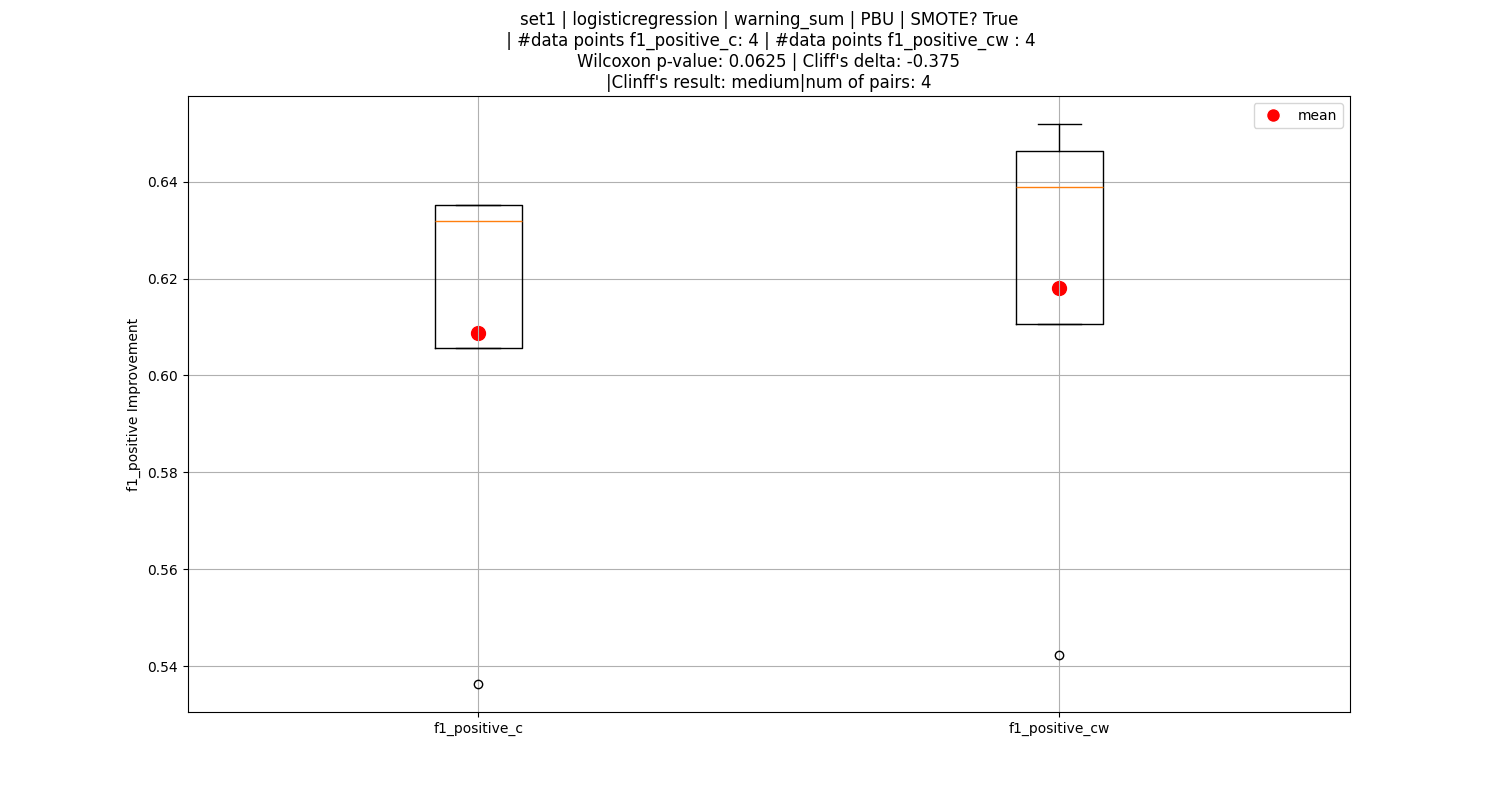 set1 | logisticregression | warning_sum | PBU | SMOTE? True
| #data points f1_positive_c: 4 | #data points f1_positive_cw : 4
Wilcoxon p-value: 0.0625 | Cliff's delta: -0.375
|Clinff's result: medium|num of pairs: 4
mean
f1_positive Improvement
0.64
0.62
0.60
0.58
0.56
0.54
f1_positive_c
f1_positive_cw